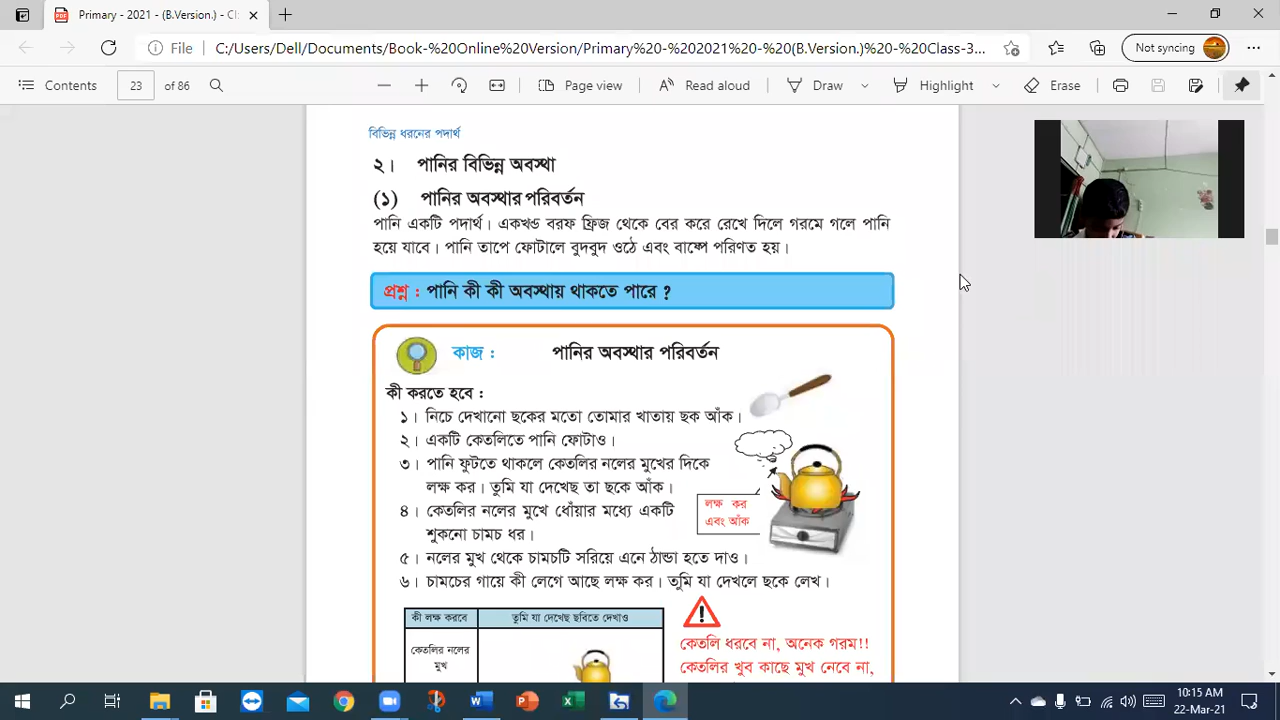 Primary - 2021 - (B.Version.) - Cl
File
C:/Users/Dell/Documents/Book-%20Online%20Version/Primary%20-%202021%20-%20(B.Version.)%20-%20Class-3...
Not syncing
Contents
23 of 86
Page view
Read aloud
Draw
Highlight
Erase
বিভিন্ন ধরনের পদার্থ
২। পানির বিভিন্ন অবস্থা
(১) পানির অবস্থার পরিবর্তন
পানি একটি পদার্থ। একখন্ড বরফ ফ্রিজ থেকে বের করে রেখে দিলে গরমে গলে পানি
হয়ে যাবে। পানি তাপে ফোটালে বুদবুদ ওঠে এবং বাষ্পে পরিণত হয়।
প্রশ্ন : পানি কী কী অবস্থায় থাকতে পারে ?
কাজ : পানির অবস্থার পরিবর্তন
কী করতে হবে :
১। নিচে দেখানো ছকের মতো তোমার খাতায় ছক আঁক।
২। একটি কেতলিতে পানি ফোটাও।
৩। পানি ফুটতে থাকলে কেতলির নলের মুখের দিকে
লক্ষ কর। তুমি যা দেখেছ তা ছকে আঁক।
লক্ষ কর
এবং আঁক
৪। কেতলির নলের মুখে ধোঁয়ার মধ্যে একটি
শুকনো চামচ ধর।
৫। নলের মুখ থেকে চামচটি সরিয়ে এনে ঠান্ডা হতে দাও।
৬। চামচের গায়ে কী লেগে আছে লক্ষ কর। তুমি যা দেখলে ছকে লেখ।
কী লক্ষ করবে
তুমি যা দেখেছ ছবিতে দেখাও
কেতলির নলের
মুখ
কেতলি ধরবে না, অনেক গরম!!
কেতলির খুব কাছে মুখ নেবে না,
10:15 AM
22-Mar-21